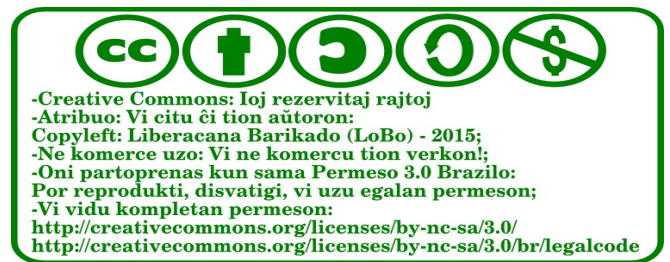 cc
$
-Creative Commons: Ioj rezervitaj rajtoj
-Atribuo: Vi citu ĉi tion aŭtoron:
Copyleft: Liberacana Barikado (LoBo) - 2015;
-Ne komerce uzo: Vi ne komercu tion verkon!;
-Oni partoprenas kun sama Permeso 3.0 Brazilo:
Por reprodukti, disvatigi, vi uzu egalan permeson;
-Vi vidu kompletan permeson:
http://creativecommons.org/licenses/by-nc-sa/3.0/
http://creativecommons.org/licenses/by-nc-sa/3.0/br/legalcode